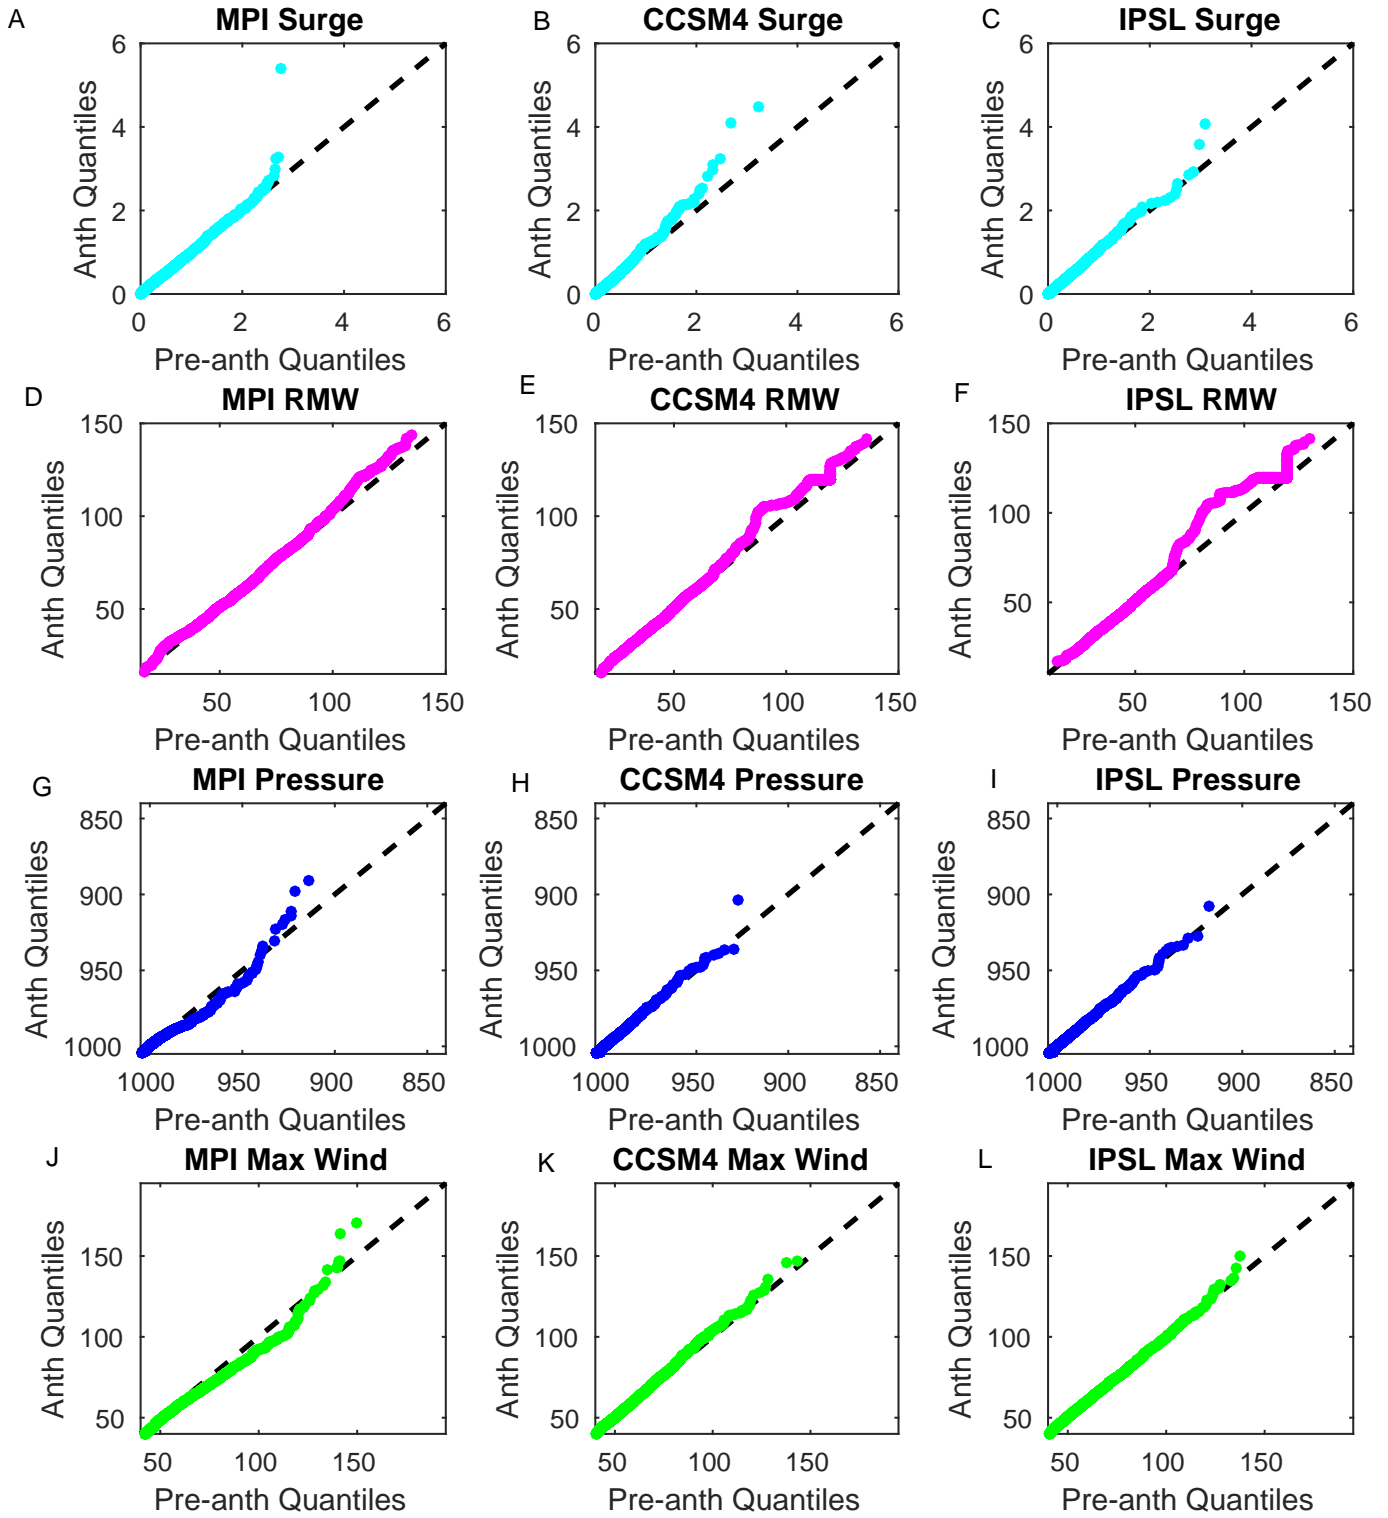 A MPI Surge B CCSM4 Surge C IPSL Surge
6 6 6
4 4 4
2 2 2
0 0 0
Anth Quantiles Anth Quantiles Anth Quantiles
0 2 4 6 0 2 4 6 0 2 4 6
Pre-anth Quantiles Pre-anth Quantiles Pre-anth Quantiles
D MPI RMW E CCSM4 RMW F IPSL RMW
150 150 150
100 100 100
50 50 50
Anth Quantiles Anth Quantiles Anth Quantiles
50 100 150 50 100 150 50 100 150
Pre-anth Quantiles Pre-anth Quantiles Pre-anth Quantiles
G MPI Pressure H CCSM4 Pressure I IPSL Pressure
850 850 850
900 900 900
950 950 950
1000 1000 1000
Anth Quantiles Anth Quantiles Anth Quantiles
1000 950 900 850 1000 950 900 850 1000 950 900 850
Pre-anth Quantiles Pre-anth Quantiles Pre-anth Quantiles
J MPI Max Wind K CCSM4 Max Wind L IPSL Max Wind
150 150 150
100 100 100
50 50 50
Anth Quantiles Anth Quantiles Anth Quantiles
50 100 150 50 100 150 50 100 150
Pre-anth Quantiles Pre-anth Quantiles Pre-anth Quantiles